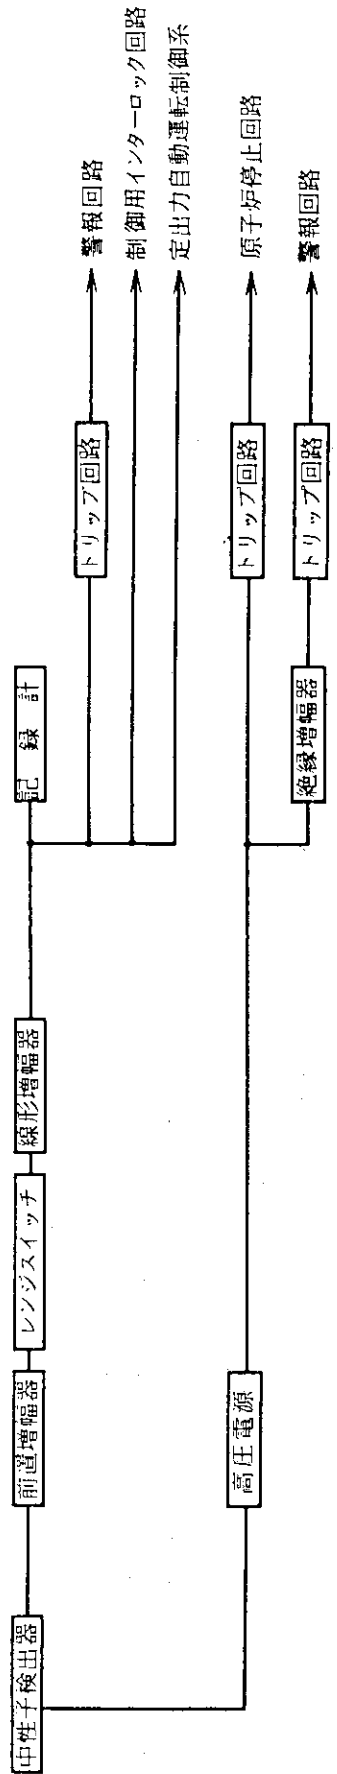 中性子検出器
前置増幅器
レンジスイッチ
線形増幅器
記録計
トリップ回路
警報回路
制御用インターロック回路
定出力自動運転制御系
高圧電源
トリップ回路
原子炉停止回路
絶縁増幅器
トリップ回路
警報回路